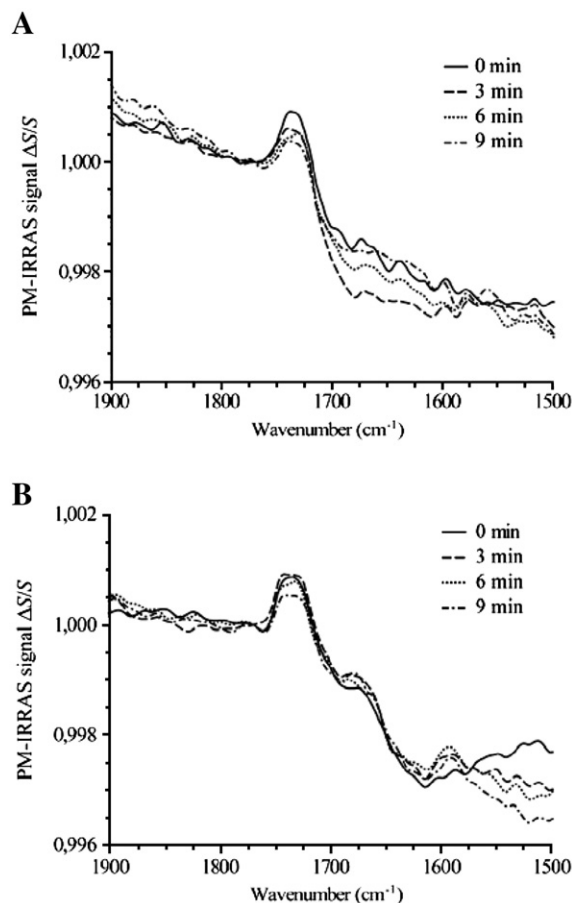 A
1,002
1,000
0,998
0,996
PM-IRRAS signal ΔS/S
0 min
3 min
6 min
9 min
1900 1800 1700 1600 1500
Wavenumber (cm⁻¹)
B
1,002
1,000
0,998
0,996
PM-IRRAS signal ΔS/S
0 min
3 min
6 min
9 min
1900 1800 1700 1600 1500
Wavenumber (cm⁻¹)